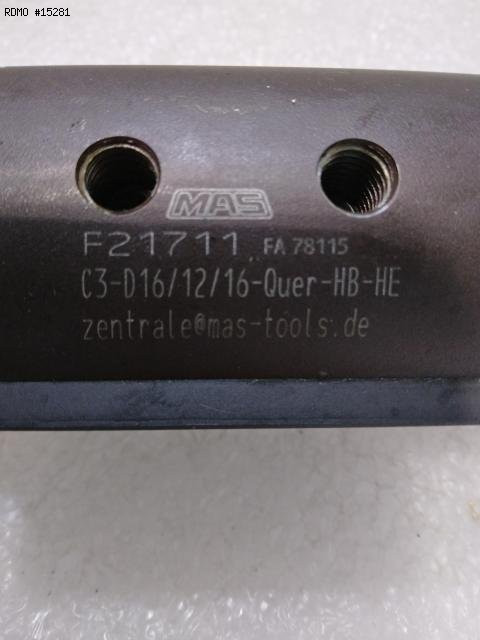 RDMO #15281
MAS
F21711 FA 78115
C3-D16/12/16-Quer-HB-HE
zentrale@mas-tools.de